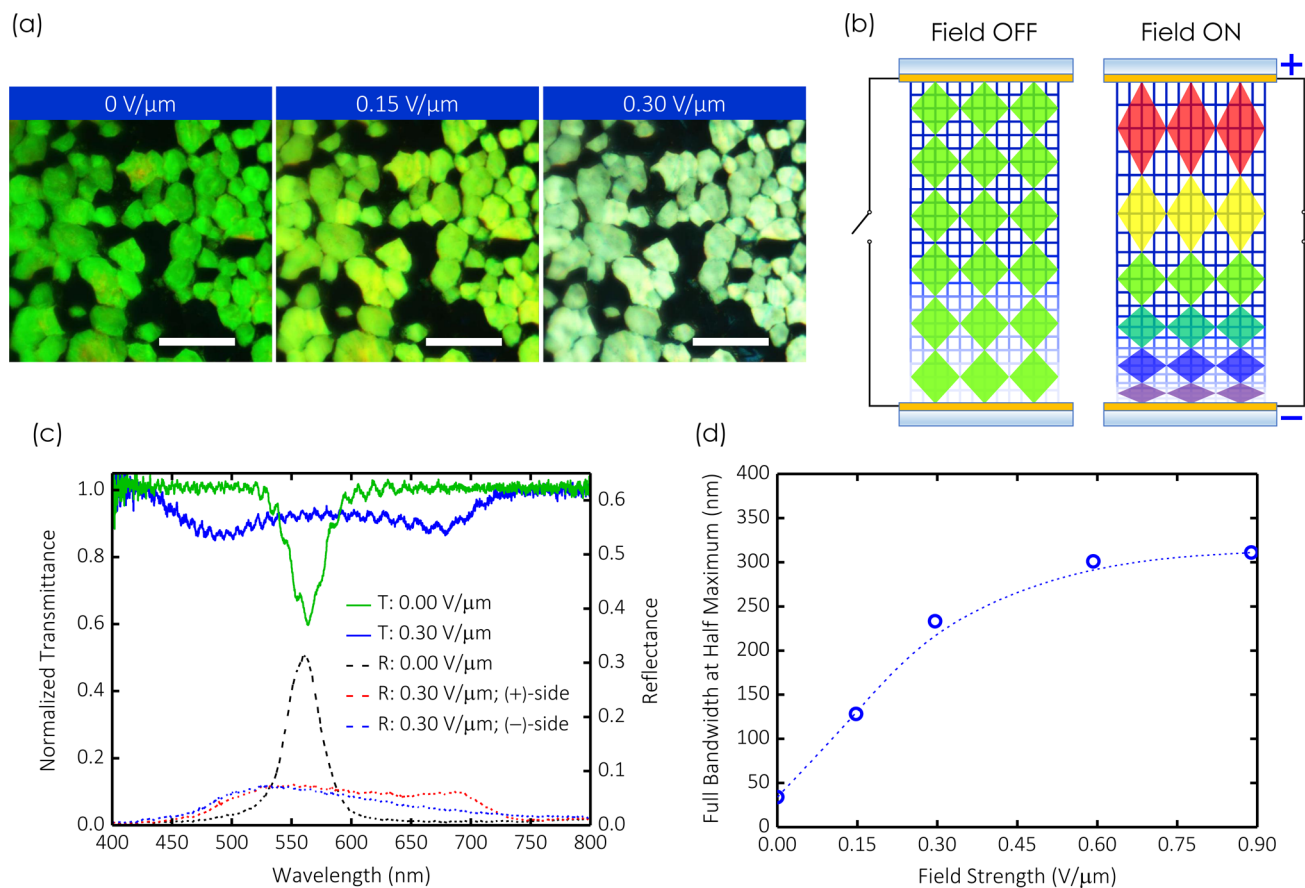 (a)
0 V/μm
0.15 V/μm
0.30 V/μm
(b)
Field OFF
Field ON
+
−
(c)
1.0
0.8
0.6
0.4
0.2
0.0
Normalized Transmittance
0.6
0.5
0.4
0.3
0.2
0.1
0.0
Reflectance
T: 0.00 V/μm
T: 0.30 V/μm
R: 0.00 V/μm
R: 0.30 V/μm; (+)-side
R: 0.30 V/μm; (−)-side
400 450 500 550 600 650 700 750 800
Wavelength (nm)
(d)
400
350
300
250
200
150
100
50
0
Full Bandwidth at Half Maximum (nm)
0.00 0.15 0.30 0.45 0.60 0.75 0.90
Field Strength (V/μm)